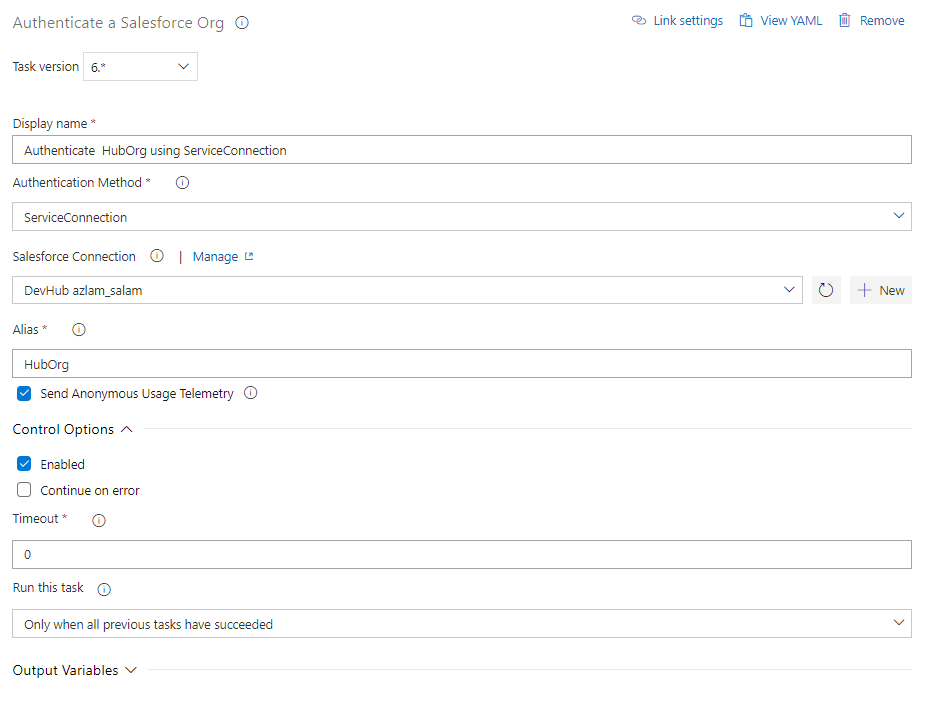 Authenticate a Salesforce Org
Link settings View YAML Remove
Task version 6.*
Display name *
Authenticate HubOrg using ServiceConnection
Authentication Method *
ServiceConnection
Salesforce Connection | Manage
DevHub azlam_salam New
Alias *
HubOrg
Send Anonymous Usage Telemetry
Control Options
Enabled
Continue on error
Timeout *
0
Run this task
Only when all previous tasks have succeeded
Output Variables